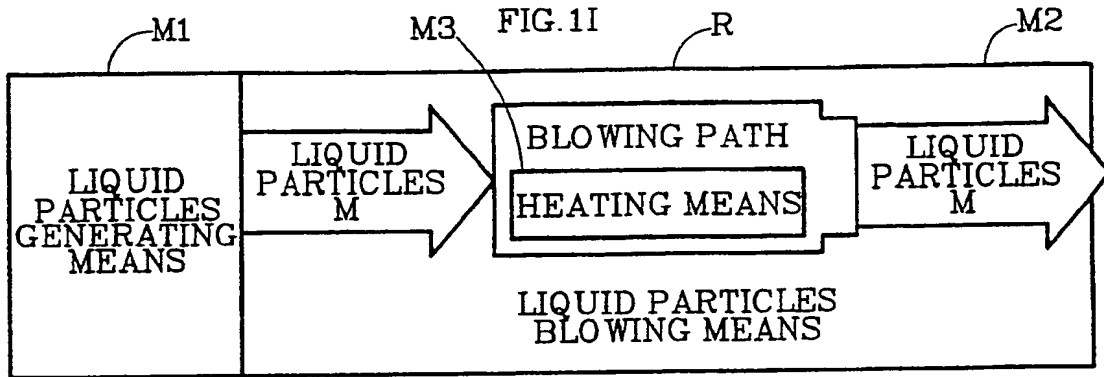 FIG.1I
M1
M3
R
M2
LIQUID
PARTICLES
GENERATING
MEANS
LIQUID
PARTICLES
M
BLOWING PATH
HEATING MEANS
LIQUID
PARTICLES
M
LIQUID PARTICLES
BLOWING MEANS